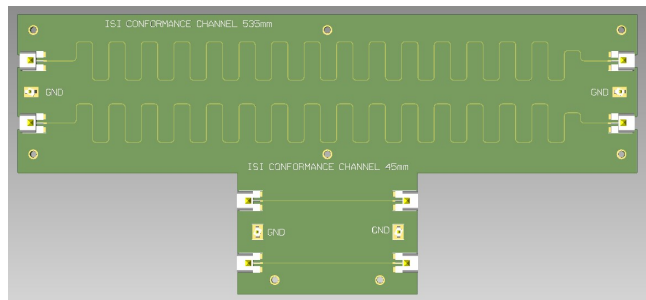 ISI CONFORMANCE CHANNEL 535mm
GND
GND
ISI CONFORMANCE CHANNEL 45mm
GND
GND